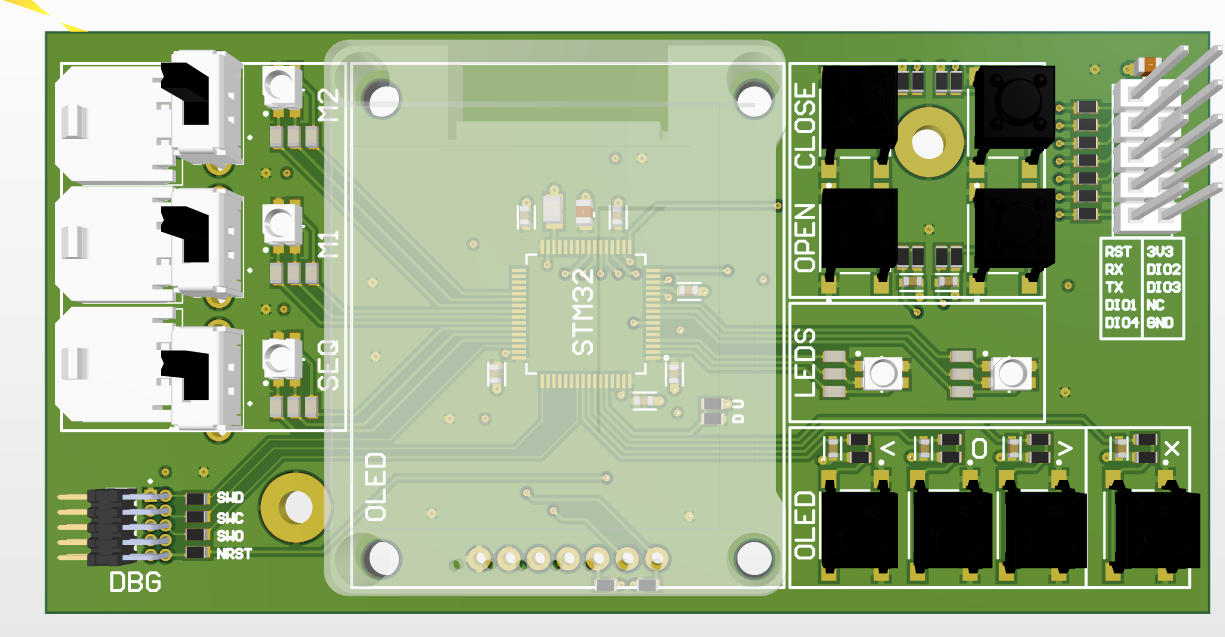 M2
M1
SEQ
STM32
OLED
D U
CLOSE
OPEN
LEDS
OLED
< O > X
RST 3V3
RX DIO2
TX DIO3
DIO1 NC
DIO4 GND
SWD
SWC
SWO
NRST
DBG